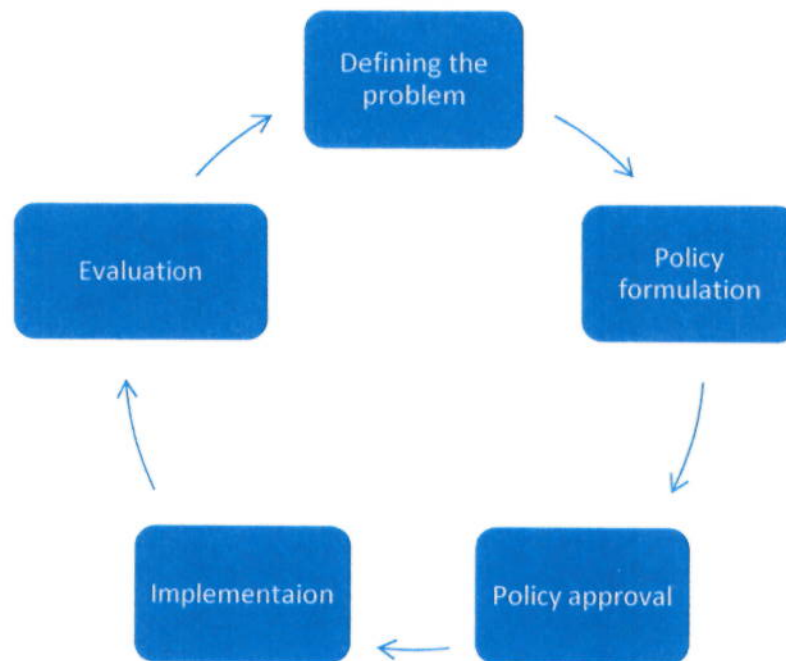 Defining the
problem
Policy
formulation
Policy approval
Implementaion
Evaluation